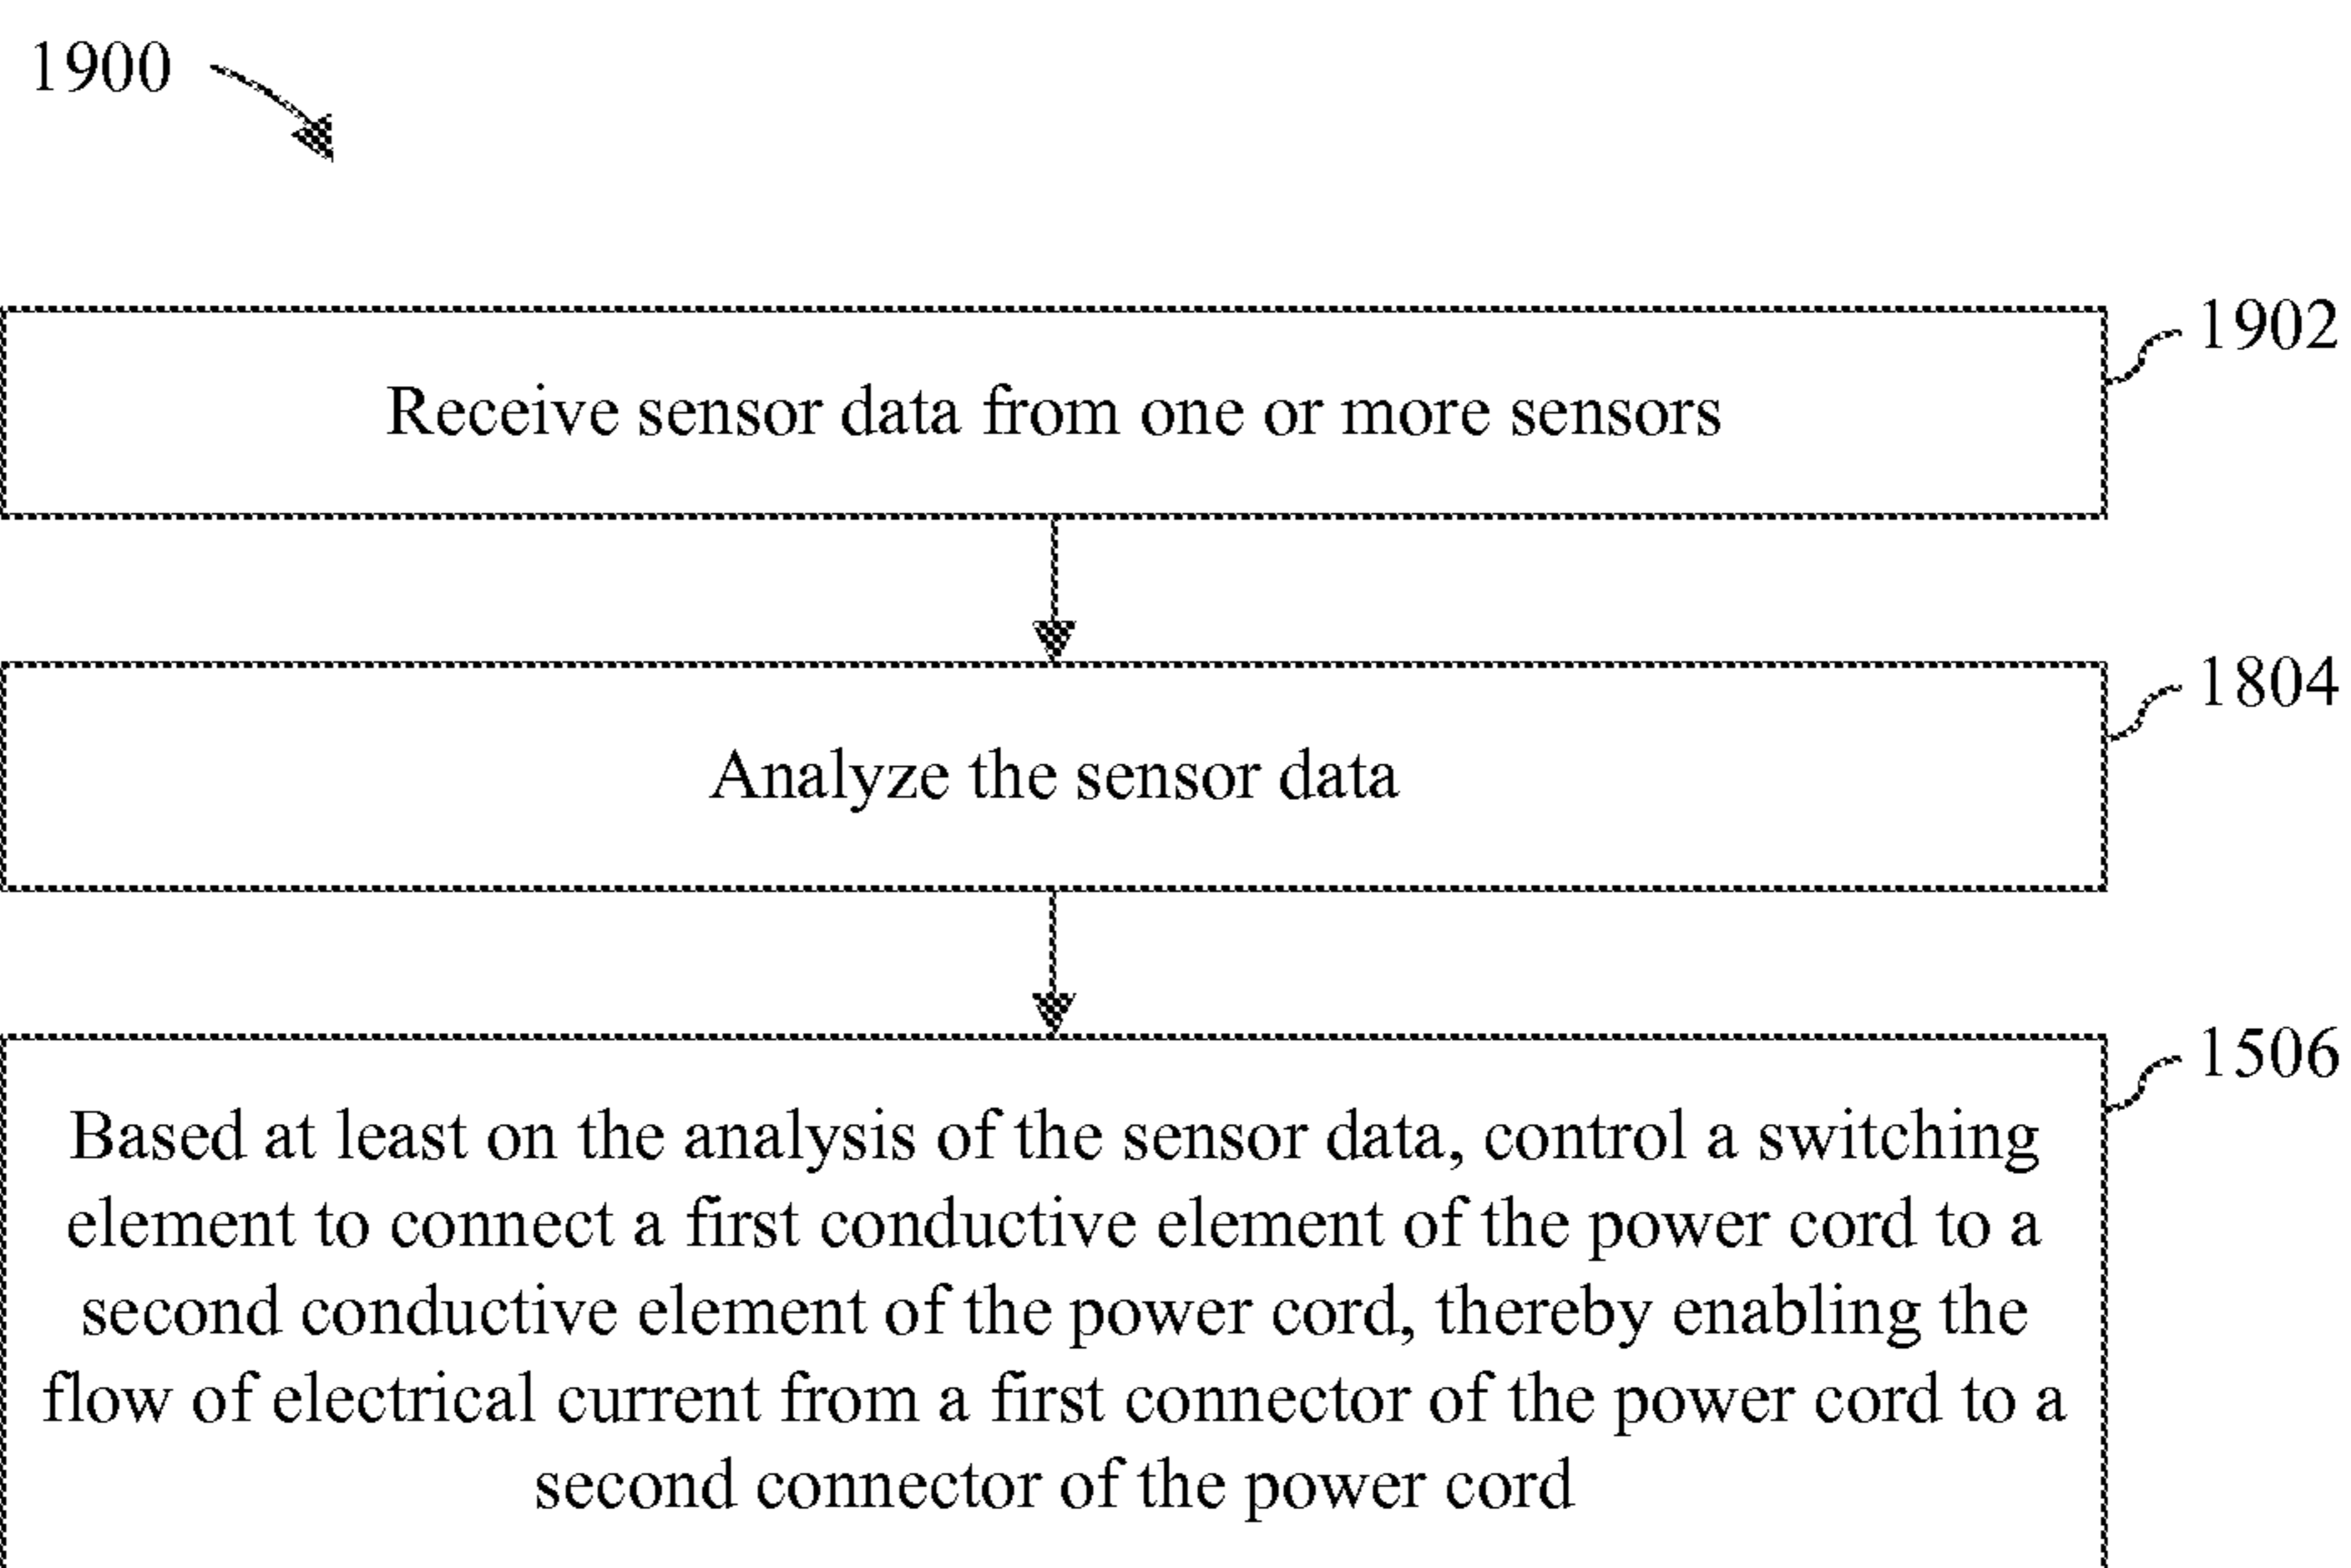 1900
1902
Receive sensor data from one or more sensors
1804
Analyze the sensor data
1506
Based at least on the analysis of the sensor data, control a switching
element to connect a first conductive element of the power cord to a
second conductive element of the power cord, thereby enabling the
flow of electrical current from a first connector of the power cord to a
second connector of the power cord